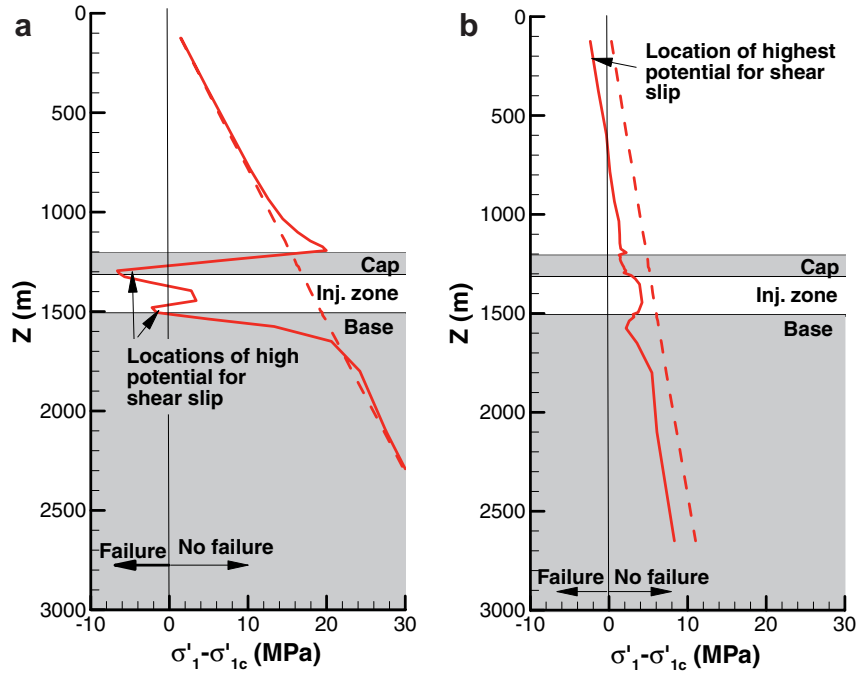 a
0
500
1000
1500
2000
2500
3000
Z (m)
Cap
Inj. zone
Base
Locations of high
potential for
shear slip
Failure
No failure
-10
0
10
20
30
σ'1-σ'1c (MPa)
b
0
500
1000
1500
2000
2500
3000
Z (m)
Location of highest
potential for shear
slip
Cap
Inj. zone
Base
Failure
No failure
-10
0
10
20
30
σ'1-σ'1c (MPa)